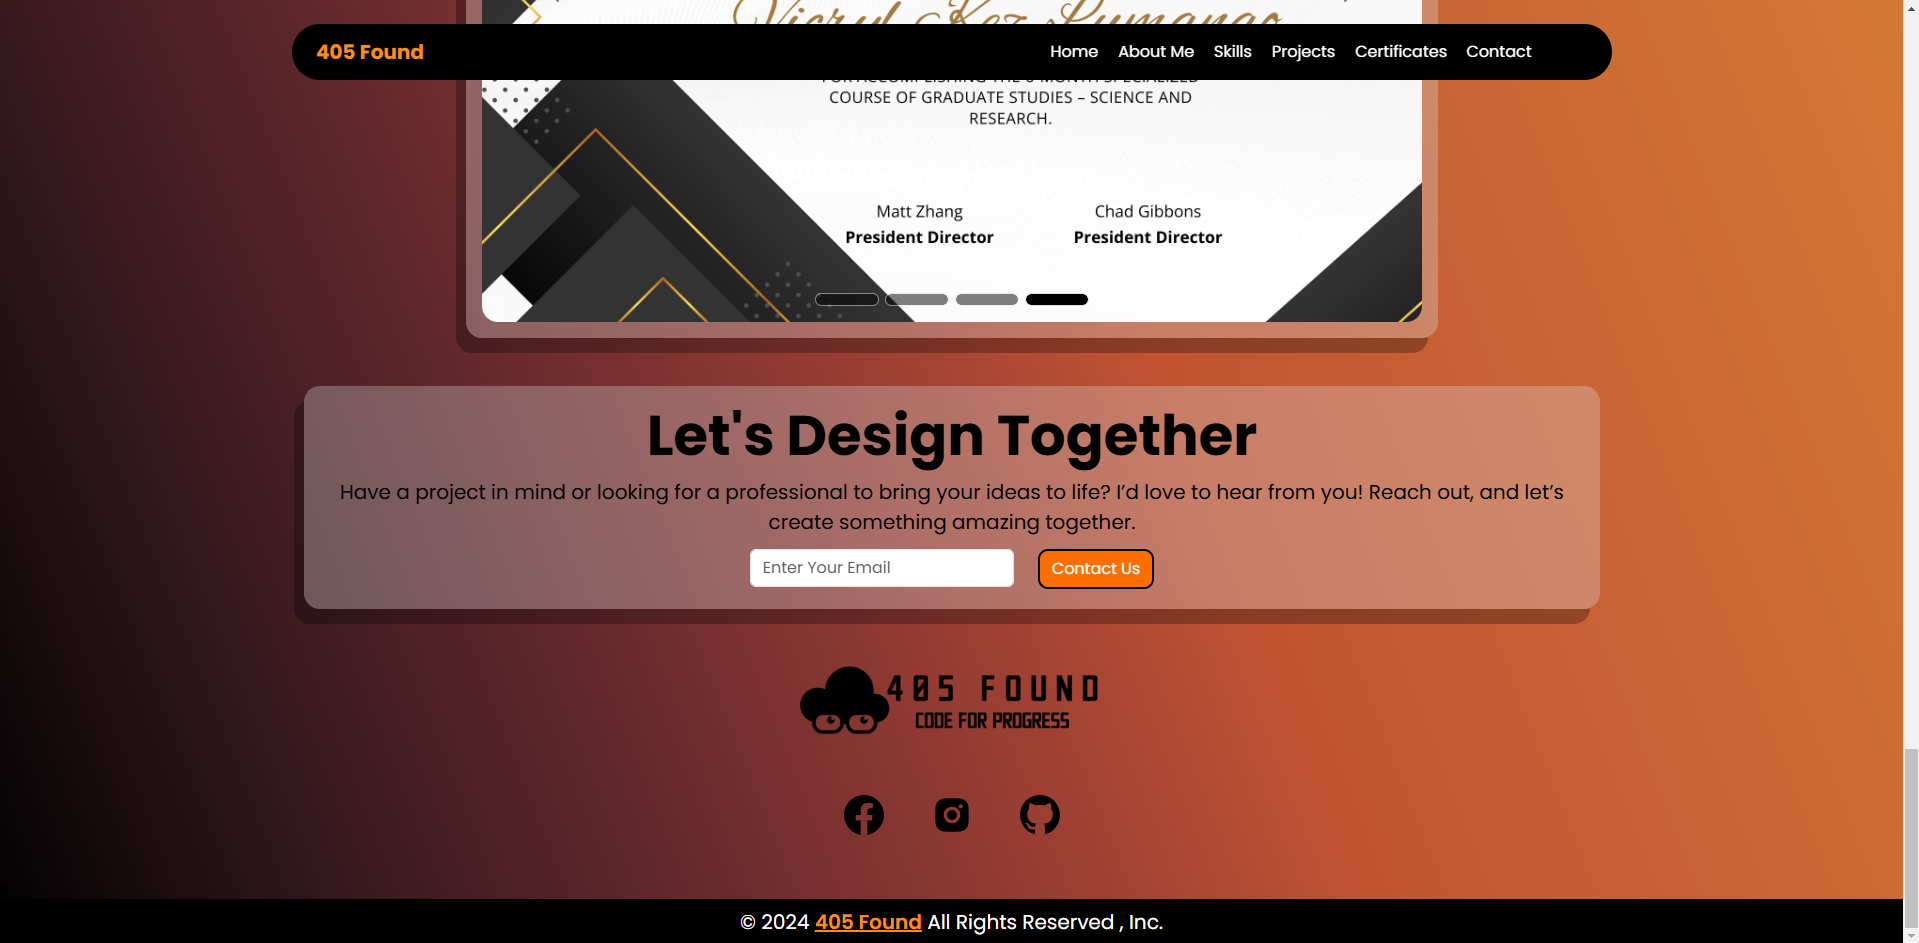 405 Found
Home About Me Skills Projects Certificates Contact
COURSE OF GRADUATE STUDIES – SCIENCE AND
RESEARCH.
Matt Zhang Chad Gibbons
President Director President Director
Let's Design Together
Have a project in mind or looking for a professional to bring your ideas to life? I’d love to hear from you! Reach out, and let’s
create something amazing together.
Enter Your Email Contact Us
405 FOUND
CODE FOR PROGRESS
© 2024 405 Found All Rights Reserved , Inc.